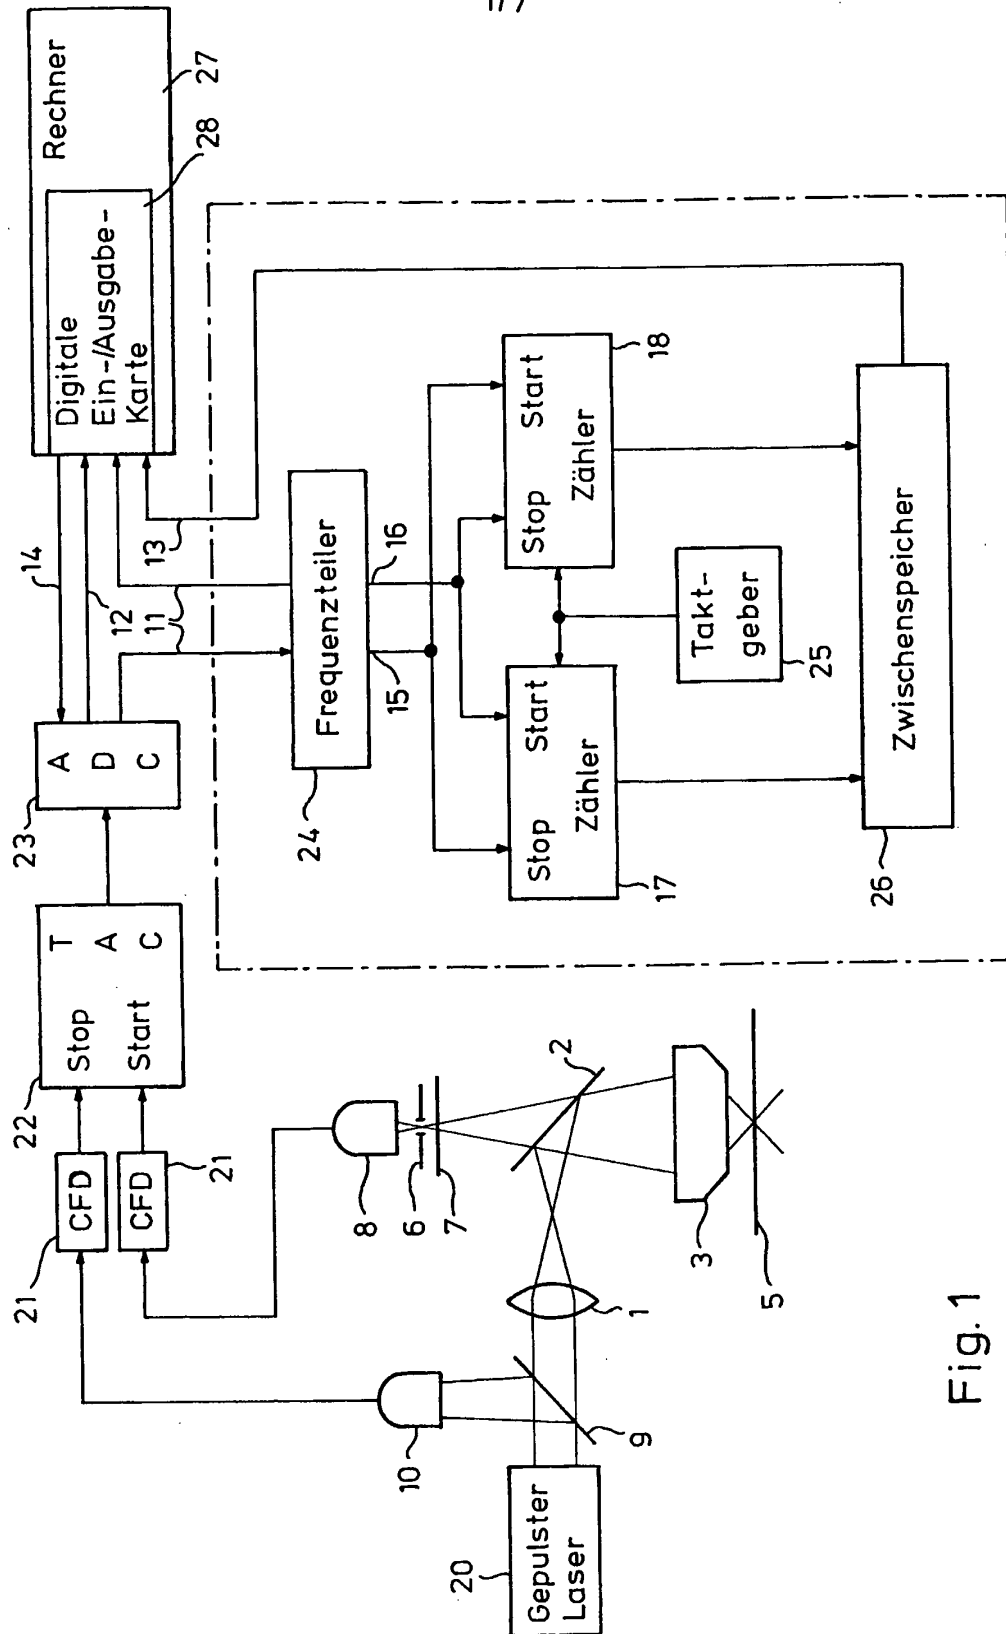 1/7
Rechner
27
Digitale
Ein-/Ausgabe-
Karte
28
14
12
11
13
A
D
C
23
T
A
C
Stop
Start
22
CFD
21
CFD
21
Frequenzteiler
24
15
16
Stop Start
Zähler
17
Stop Start
Zähler
18
Takt-
geber
25
Zwischenspeicher
26
8
6
7
2
3
5
1
9
10
Gepulster
Laser
20
Fig. 1